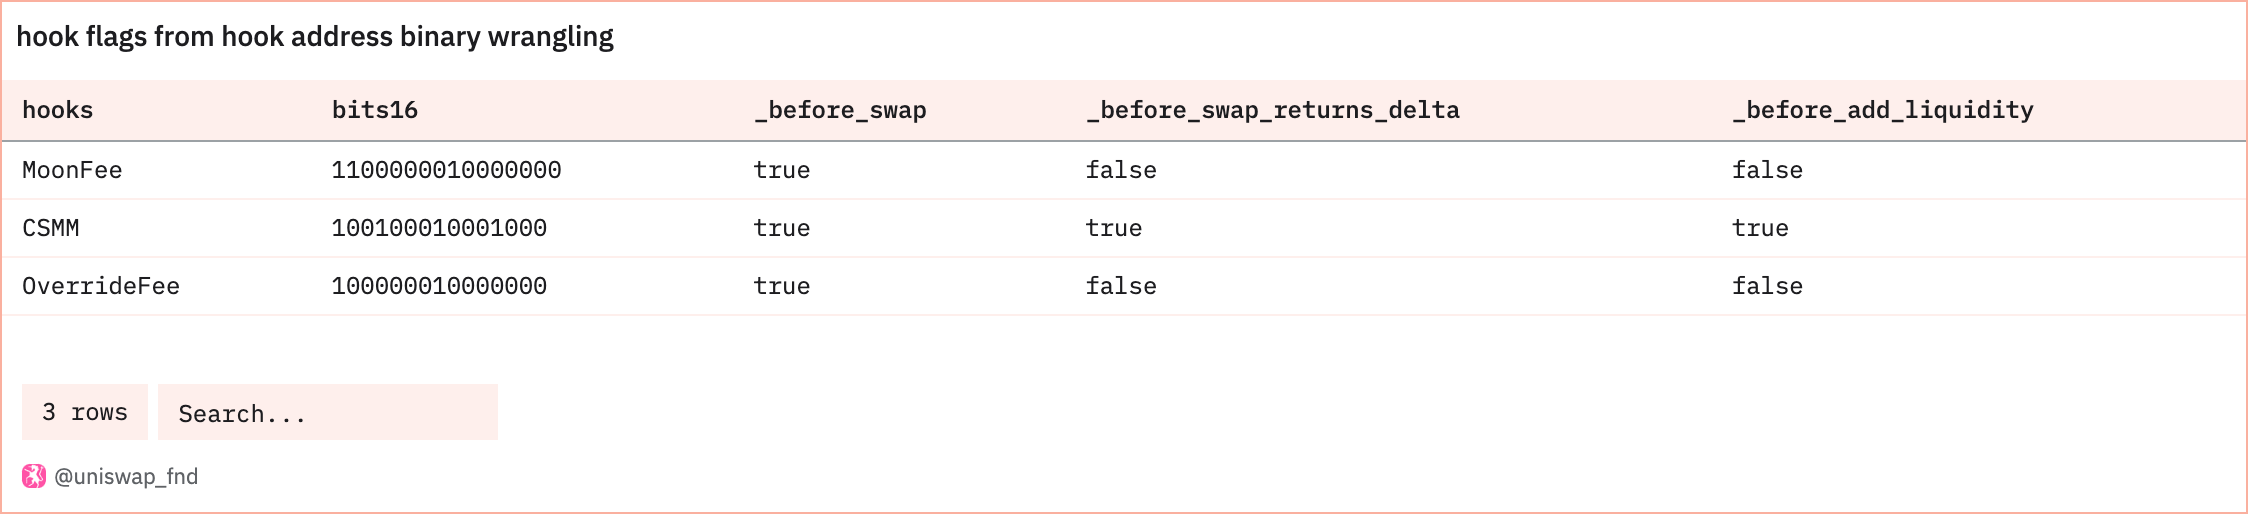 hook flags from hook address binary wrangling
hooks bits16 _before_swap _before_swap_returns_delta _before_add_liquidity
MoonFee 1100000010000000 true false false
CSMM 100100010001000 true true true
OverrideFee 100000010000000 true false false
3 rows Search...
@uniswap_fnd